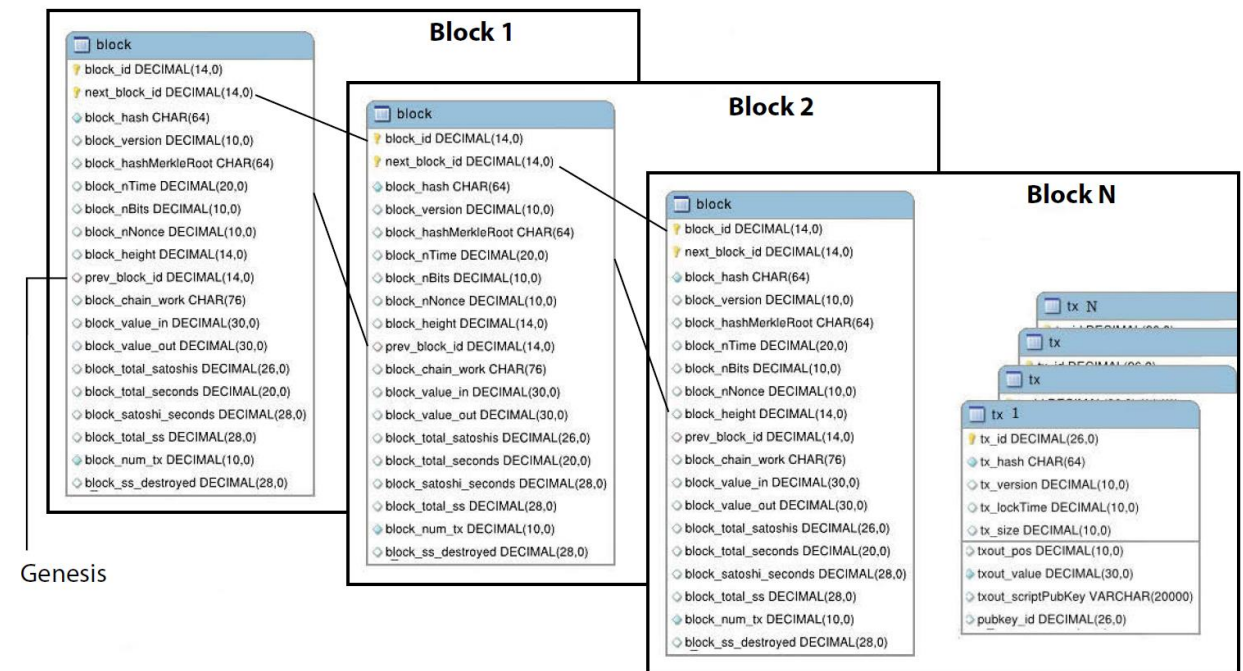 Block 1
block
block_id DECIMAL(14,0)
next_block_id DECIMAL(14,0)
block_hash CHAR(64)
block_version DECIMAL(10,0)
block_hashMerkleRoot CHAR(64)
block_nTime DECIMAL(20,0)
block_nBits DECIMAL(10,0)
block_nNonce DECIMAL(10,0)
block_height DECIMAL(14,0)
prev_block_id DECIMAL(14,0)
block_chain_work CHAR(76)
block_value_in DECIMAL(30,0)
block_value_out DECIMAL(30,0)
block_total_satoshis DECIMAL(26,0)
block_total_seconds DECIMAL(20,0)
block_satoshi_seconds DECIMAL(28,0)
block_total_ss DECIMAL(28,0)
block_num_tx DECIMAL(10,0)
block_ss_destroyed DECIMAL(28,0)
Genesis
Block 2
block
block_id DECIMAL(14,0)
next_block_id DECIMAL(14,0)
block_hash CHAR(64)
block_version DECIMAL(10,0)
block_hashMerkleRoot CHAR(64)
block_nTime DECIMAL(20,0)
block_nBits DECIMAL(10,0)
block_nNonce DECIMAL(10,0)
block_height DECIMAL(14,0)
prev_block_id DECIMAL(14,0)
block_chain_work CHAR(76)
block_value_in DECIMAL(30,0)
block_value_out DECIMAL(30,0)
block_total_satoshis DECIMAL(26,0)
block_total_seconds DECIMAL(20,0)
block_satoshi_seconds DECIMAL(28,0)
block_total_ss DECIMAL(28,0)
block_num_tx DECIMAL(10,0)
block_ss_destroyed DECIMAL(28,0)
Block N
block
block_id DECIMAL(14,0)
next_block_id DECIMAL(14,0)
block_hash CHAR(64)
block_version DECIMAL(10,0)
block_hashMerkleRoot CHAR(64)
block_nTime DECIMAL(20,0)
block_nBits DECIMAL(10,0)
block_nNonce DECIMAL(10,0)
block_height DECIMAL(14,0)
prev_block_id DECIMAL(14,0)
block_chain_work CHAR(76)
block_value_in DECIMAL(30,0)
block_value_out DECIMAL(30,0)
block_total_satoshis DECIMAL(26,0)
block_total_seconds DECIMAL(20,0)
block_satoshi_seconds DECIMAL(28,0)
block_total_ss DECIMAL(28,0)
block_num_tx DECIMAL(10,0)
block_ss_destroyed DECIMAL(28,0)
tx N
tx
tx
tx 1
tx_id DECIMAL(26,0)
tx_hash CHAR(64)
tx_version DECIMAL(10,0)
tx_lockTime DECIMAL(10,0)
tx_size DECIMAL(10,0)
txout_pos DECIMAL(10,0)
txout_value DECIMAL(30,0)
txout_scriptPubKey VARCHAR(20000)
pubkey_id DECIMAL(26,0)